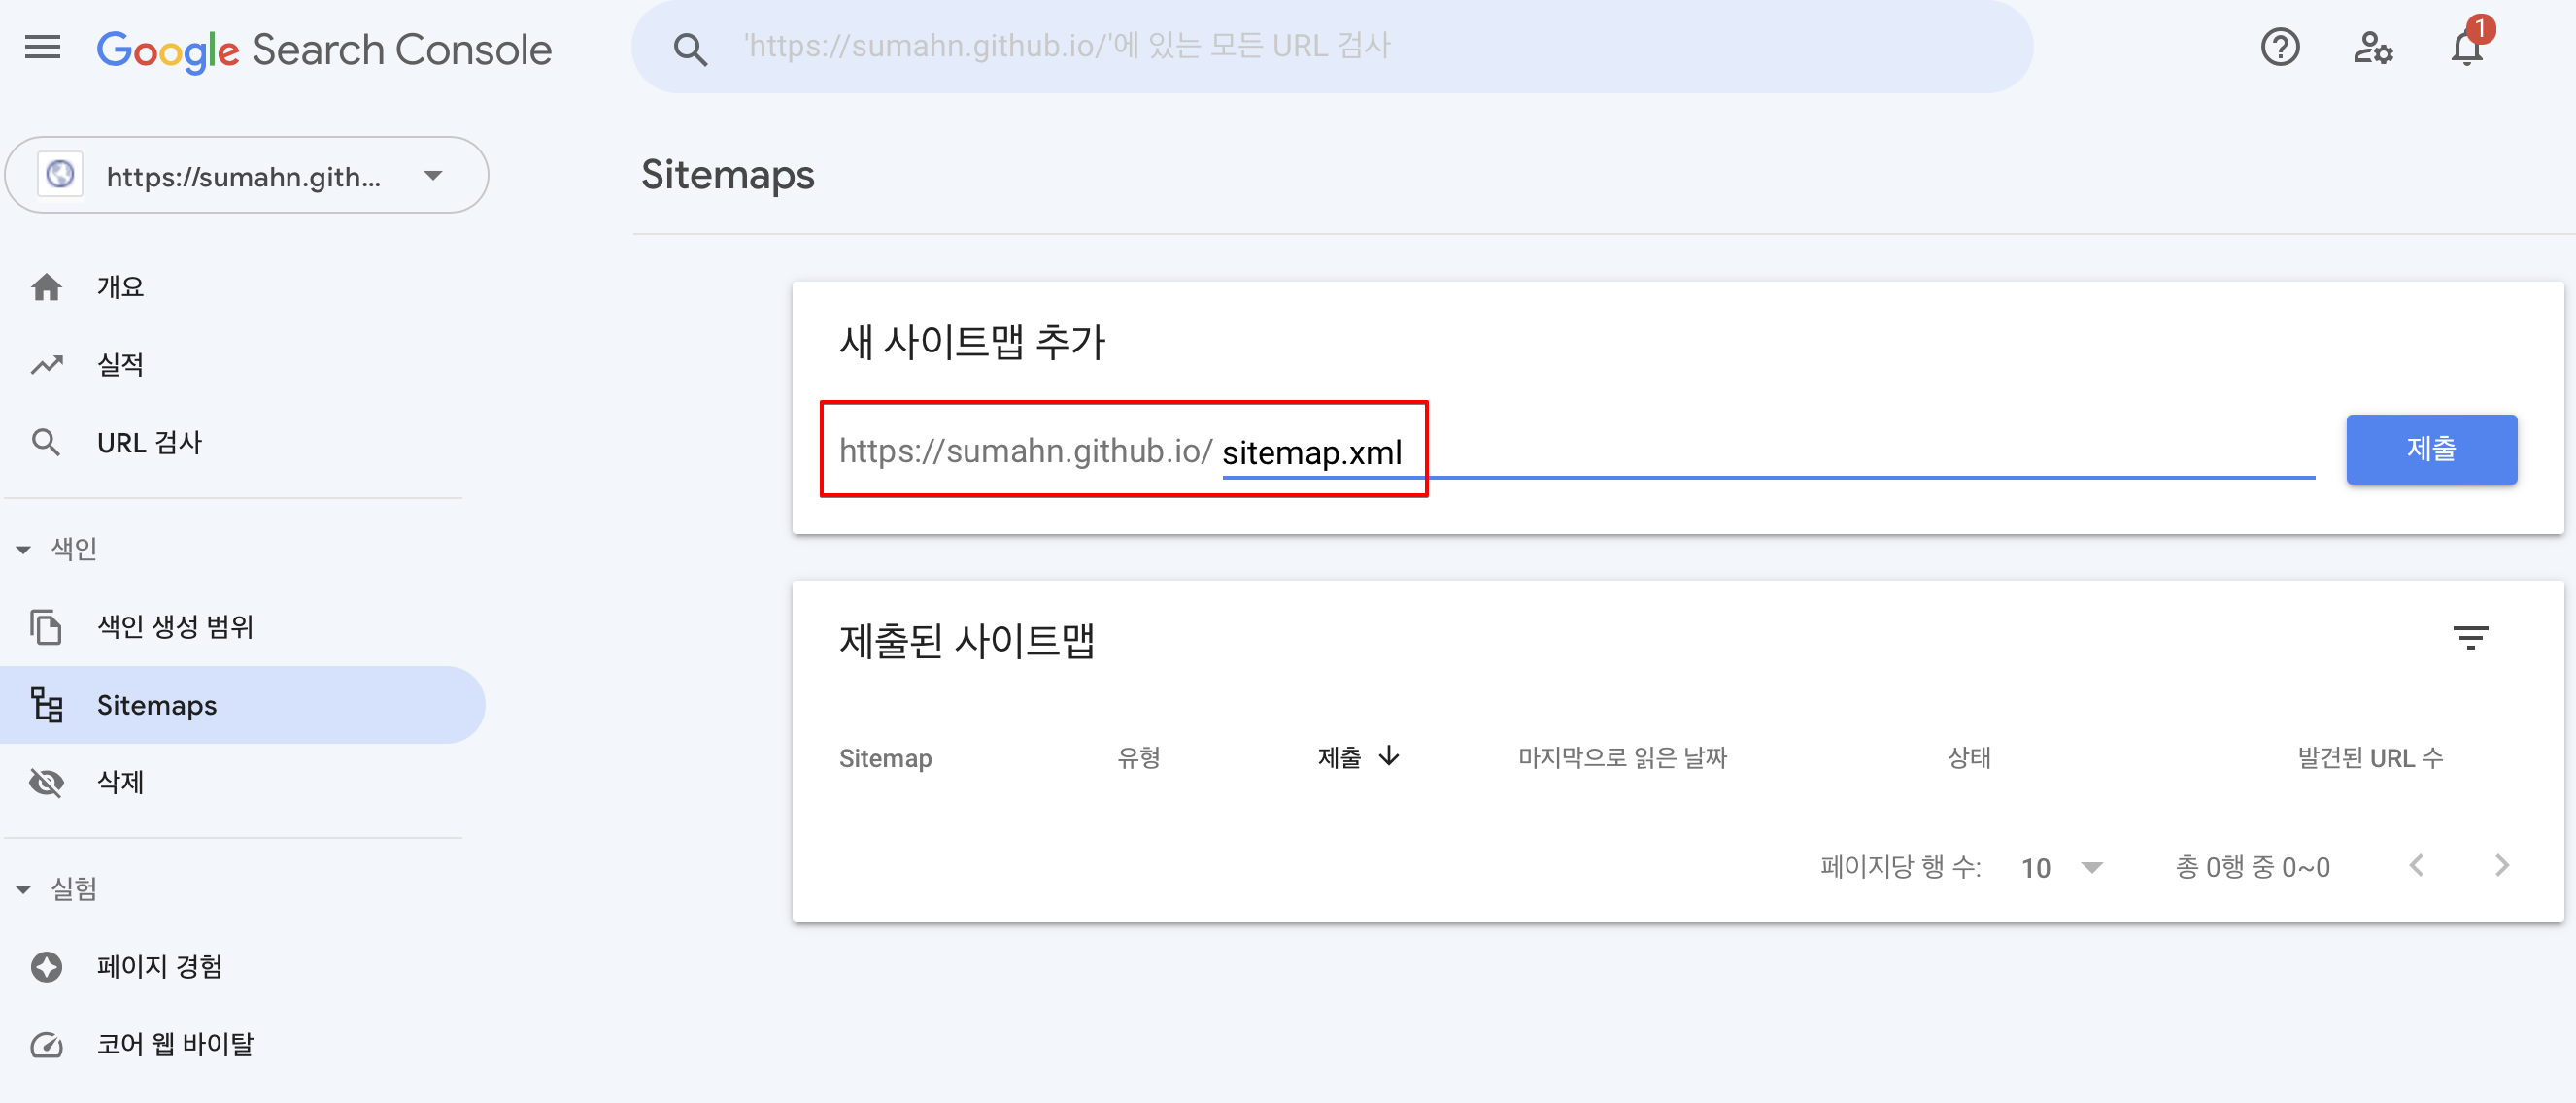 Google Search Console
'https://sumahn.github.io/'에 있는 모든 URL 검사
1
https://sumahn.gith...
Sitemaps
개요
실적
URL 검사
색인
색인 생성 범위
Sitemaps
삭제
실험
페이지 경험
코어 웹 바이탈
새 사이트맵 추가
https://sumahn.github.io/ sitemap.xml
제출
제출된 사이트맵
Sitemap 유형 제출 마지막으로 읽은 날짜 상태 발견된 URL 수
페이지당 행 수: 10 총 0행 중 0~0